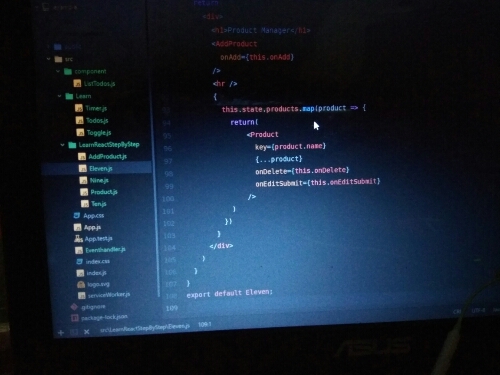 return
<div>
<h1>Product Manager</h1>
<AddProduct
onAdd={this.onAdd}
/>
<hr />
{
this.state.products.map(product => {
return(
<Product
key={product.name}
{...product}
onDelete={this.onDelete}
onEditSubmit={this.onEditSubmit}
/>
)
})
}
</div>
)
}
}
export default Eleven;
src
component
ListTodos.js
Learn
Timer.js
Todos.js
Toggle.js
LearnReactStepByStep
AddProduct.js
Eleven.js
Nine.js
Product.js
Ten.js
App.css
App.js
App.test.js
Eventhandler.js
index.css
index.js
logo.svg
serviceWorker.js
.gitignore
package-lock.json
95
96
97
98
99
100
101
102
103
104
105
106
107
108
109
src\LearnReactStepByStep\Eleven.js 109:1
LF
ASUS